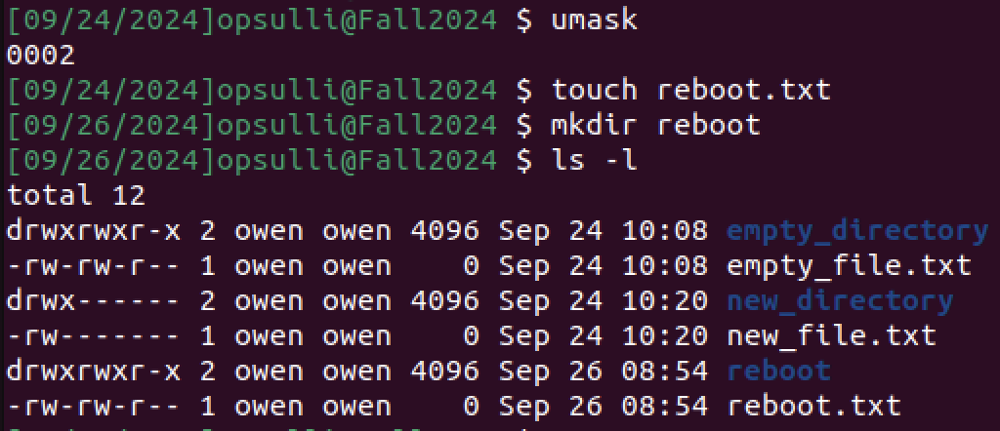 [09/24/2024]opsulli@Fall2024 $ umask
0002
[09/24/2024]opsulli@Fall2024 $ touch reboot.txt
[09/26/2024]opsulli@Fall2024 $ mkdir reboot
[09/26/2024]opsulli@Fall2024 $ ls -l
total 12
drwxrwxr-x 2 owen owen 4096 Sep 24 10:08 empty_directory
-rw-rw-r-- 1 owen owen    0 Sep 24 10:08 empty_file.txt
drwx------ 2 owen owen 4096 Sep 24 10:20 new_directory
-rw------- 1 owen owen    0 Sep 24 10:20 new_file.txt
drwxrwxr-x 2 owen owen 4096 Sep 26 08:54 reboot
-rw-rw-r-- 1 owen owen    0 Sep 26 08:54 reboot.txt